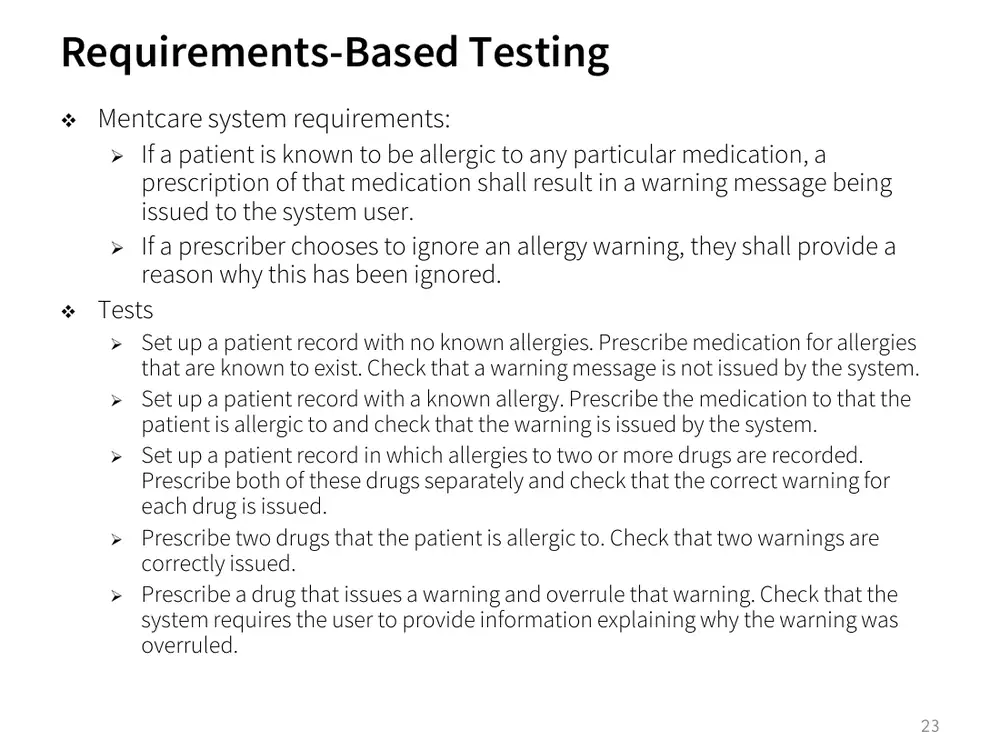 Requirements-Based Testing
❖ Mentcare system requirements:
➢ If a patient is known to be allergic to any particular medication, a
prescription of that medication shall result in a warning message being
issued to the system user.
➢ If a prescriber chooses to ignore an allergy warning, they shall provide a
reason why this has been ignored.
❖ Tests
➢ Set up a patient record with no known allergies. Prescribe medication for allergies
that are known to exist. Check that a warning message is not issued by the system.
➢ Set up a patient record with a known allergy. Prescribe the medication to that the
patient is allergic to and check that the warning is issued by the system.
➢ Set up a patient record in which allergies to two or more drugs are recorded.
Prescribe both of these drugs separately and check that the correct warning for
each drug is issued.
➢ Prescribe two drugs that the patient is allergic to. Check that two warnings are
correctly issued.
➢ Prescribe a drug that issues a warning and overrule that warning. Check that the
system requires the user to provide information explaining why the warning was
overruled.
23